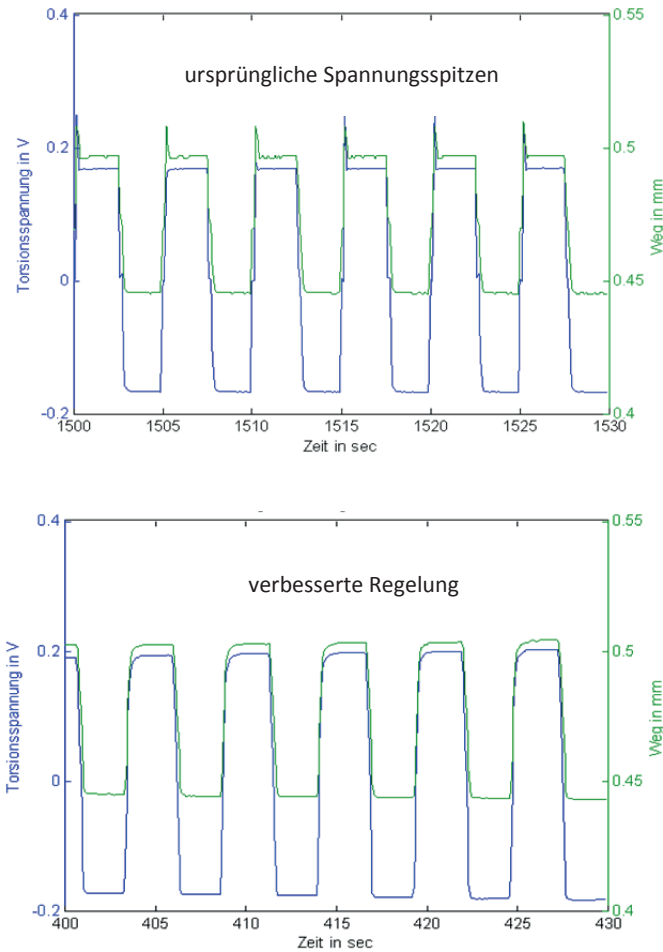 0.4
0.55
ursprüngliche Spannungsspitzen
0.2
0.5
Torsionsspannung in V
Weg in mm
0
0.45
-0.2
0.4
1500 1505 1510 1515 1520 1525 1530
Zeit in sec
0.4
0.55
verbesserte Regelung
0.2
0.5
Torsionsspannung in V
Weg in mm
0
0.45
-0.2
0.4
400 405 410 415 420 425 430
Zeit in sec